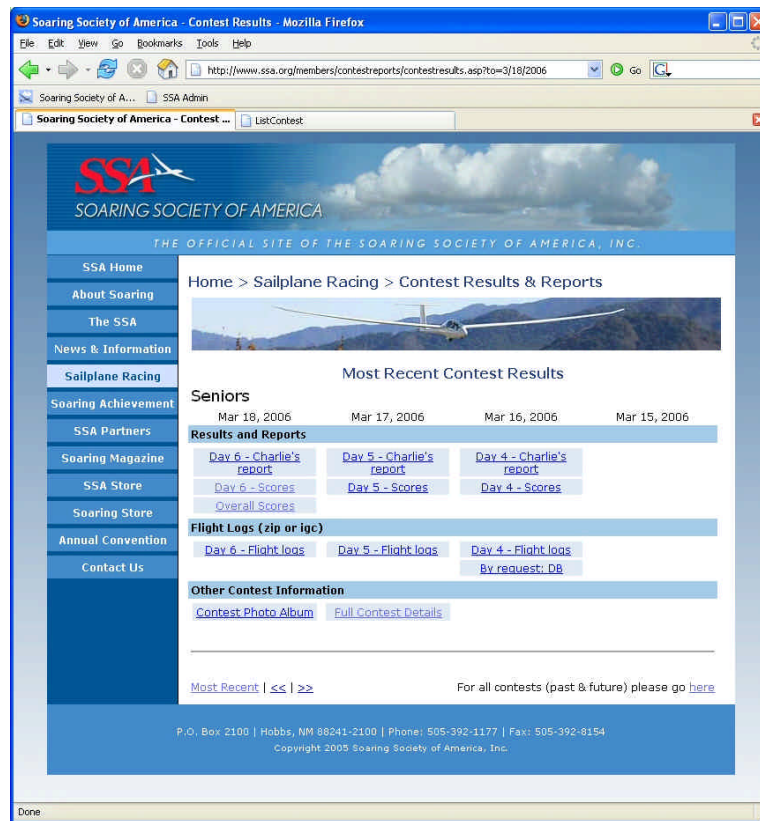 Soaring Society of America - Contest Results - Mozilla Firefox
File Edit View Go Bookmarks Tools Help
http://www.ssa.org/members/contestreports/contestresults.asp?to=3/18/2006 Go G
Soaring Society of A... SSA Admin
Soaring Society of America - Contest ... ListContest
SSA
SOARING SOCIETY OF AMERICA
THE OFFICIAL SITE OF THE SOARING SOCIETY OF AMERICA, INC.
SSA Home
About Soaring
The SSA
News & Information
Sailplane Racing
Soaring Achievement
SSA Partners
Soaring Magazine
SSA Store
Soaring Store
Annual Convention
Contact Us
Home > Sailplane Racing > Contest Results & Reports
Most Recent Contest Results
Seniors
Mar 18, 2006 Mar 17, 2006 Mar 16, 2006 Mar 15, 2006
Results and Reports
Day 6 - Charlie's report Day 5 - Charlie's report Day 4 - Charlie's report
Day 6 - Scores Day 5 - Scores Day 4 - Scores
Overall Scores
Flight Logs (zip or igc)
Day 6 - Flight logs Day 5 - Flight logs Day 4 - Flight logs
By request: DB
Other Contest Information
Contest Photo Album Full Contest Details
Most Recent | << | >> For all contests (past & future) please go here
P.O. Box 2100 | Hobbs, NM 88241-2100 | Phone: 505-392-1177 | Fax: 505-392-8154
Copyright 2005 Soaring Society of America, Inc.
Done